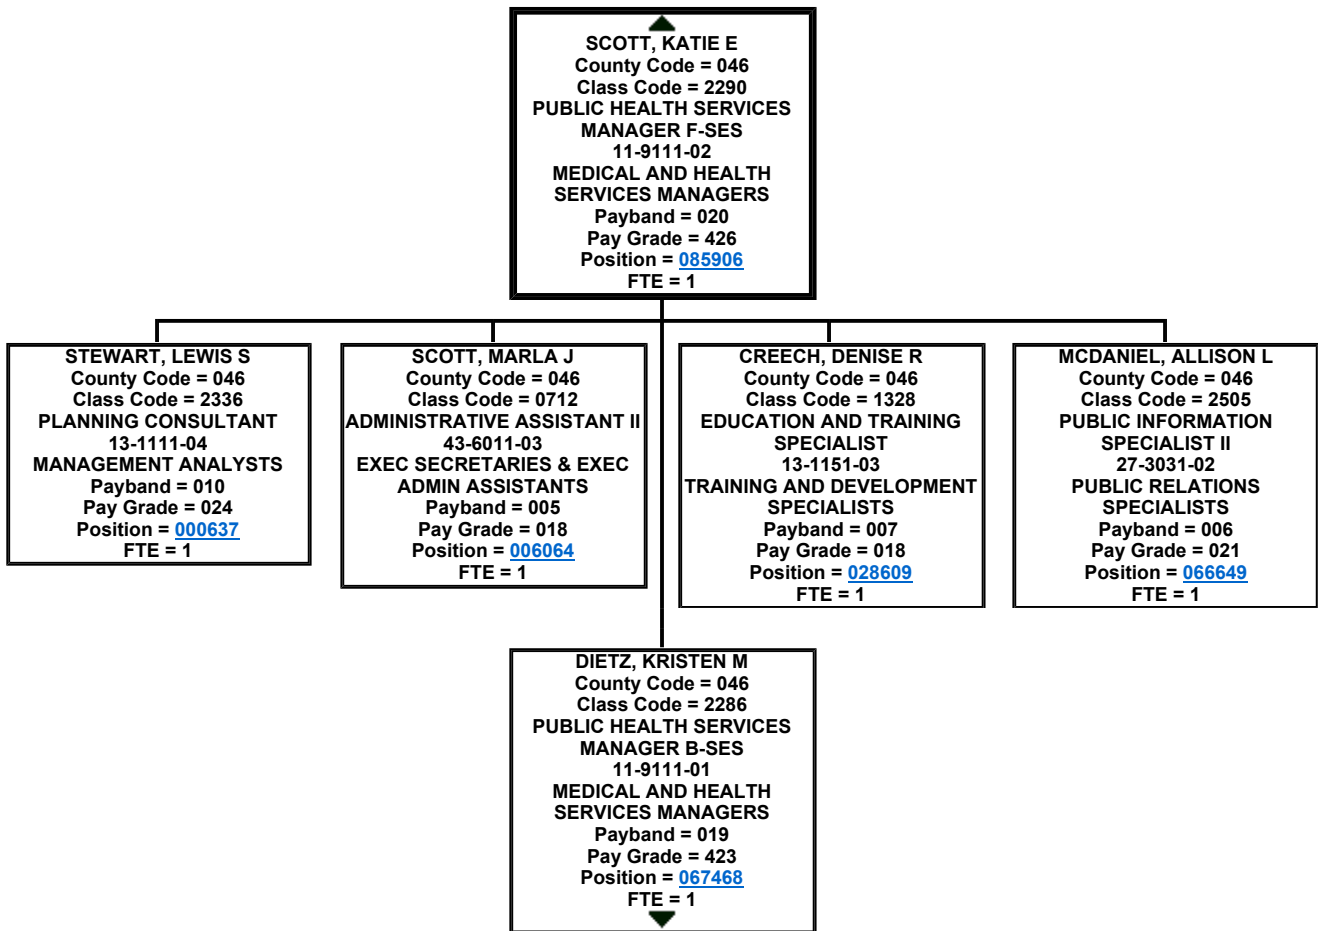 SCOTT, KATIE E
County Code = 046
Class Code = 2290
PUBLIC HEALTH SERVICES
MANAGER F-SES
11-9111-02
MEDICAL AND HEALTH
SERVICES MANAGERS
Payband = 020
Pay Grade = 426
Position = 085906
FTE = 1
STEWART, LEWIS S
County Code = 046
Class Code = 2336
PLANNING CONSULTANT
13-1111-04
MANAGEMENT ANALYSTS
Payband = 010
Pay Grade = 024
Position = 000637
FTE = 1
SCOTT, MARLA J
County Code = 046
Class Code = 0712
ADMINISTRATIVE ASSISTANT II
43-6011-03
EXEC SECRETARIES & EXEC
ADMIN ASSISTANTS
Payband = 005
Pay Grade = 018
Position = 006064
FTE = 1
CREECH, DENISE R
County Code = 046
Class Code = 1328
EDUCATION AND TRAINING
SPECIALIST
13-1151-03
TRAINING AND DEVELOPMENT
SPECIALISTS
Payband = 007
Pay Grade = 018
Position = 028609
FTE = 1
MCDANIEL, ALLISON L
County Code = 046
Class Code = 2505
PUBLIC INFORMATION
SPECIALIST II
27-3031-02
PUBLIC RELATIONS
SPECIALISTS
Payband = 006
Pay Grade = 021
Position = 066649
FTE = 1
DIETZ, KRISTEN M
County Code = 046
Class Code = 2286
PUBLIC HEALTH SERVICES
MANAGER B-SES
11-9111-01
MEDICAL AND HEALTH
SERVICES MANAGERS
Payband = 019
Pay Grade = 423
Position = 067468
FTE = 1